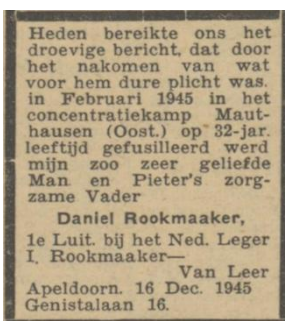 Heden bereikte ons het
droevige bericht, dat door
het nakomen van wat
voor hem dure plicht was.
in Februari 1945 in het
concentratiekamp Maut-
hausen (Oost.) op 32-jar.
leeftijd gefusilleerd werd
mijn zoo zeer geliefde
Man en Pieter's zorg-
zame Vader
Daniel Rookmaaker,
1e Luit. bij het Ned. Leger
I. Rookmaaker—
Van Leer
Apeldoorn. 16 Dec. 1945
Genistalaan 16.